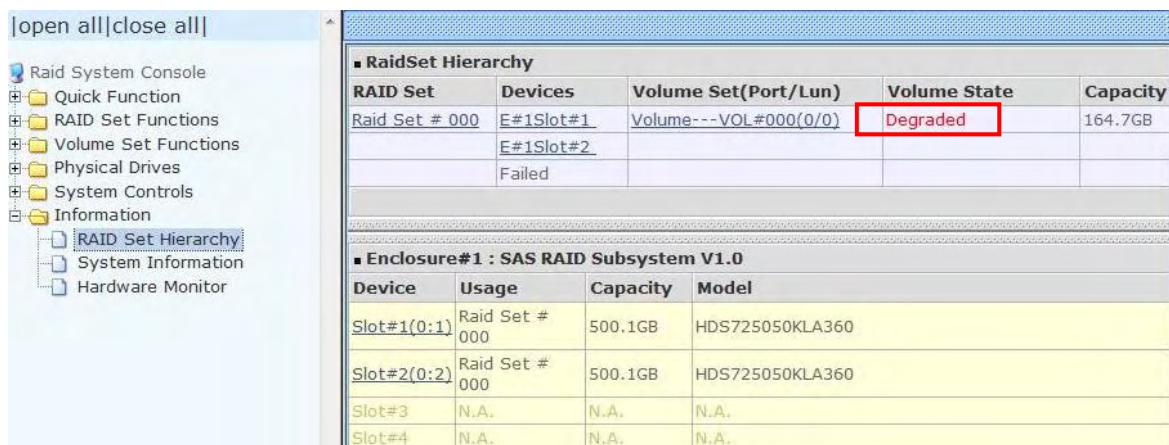 |open all|close all|
Raid System Console
Quick Function
RAID Set Functions
Volume Set Functions
Physical Drives
System Controls
Information
RAID Set Hierarchy
System Information
Hardware Monitor
RaidSet Hierarchy
RAID Set Devices Volume Set(Port/Lun) Volume State Capacity
Raid Set # 000 E#1Slot#1 Volume---VOL#000(0/0) Degraded 164.7GB
E#1Slot#2
Failed
Enclosure#1 : SAS RAID Subsystem V1.0
Device Usage Capacity Model
Slot#1(0:1) Raid Set # 000 500.1GB HDS725050KLA360
Slot#2(0:2) Raid Set # 000 500.1GB HDS725050KLA360
Slot#3 N.A. N.A. N.A.
Slot#4 N.A. N.A. N.A.